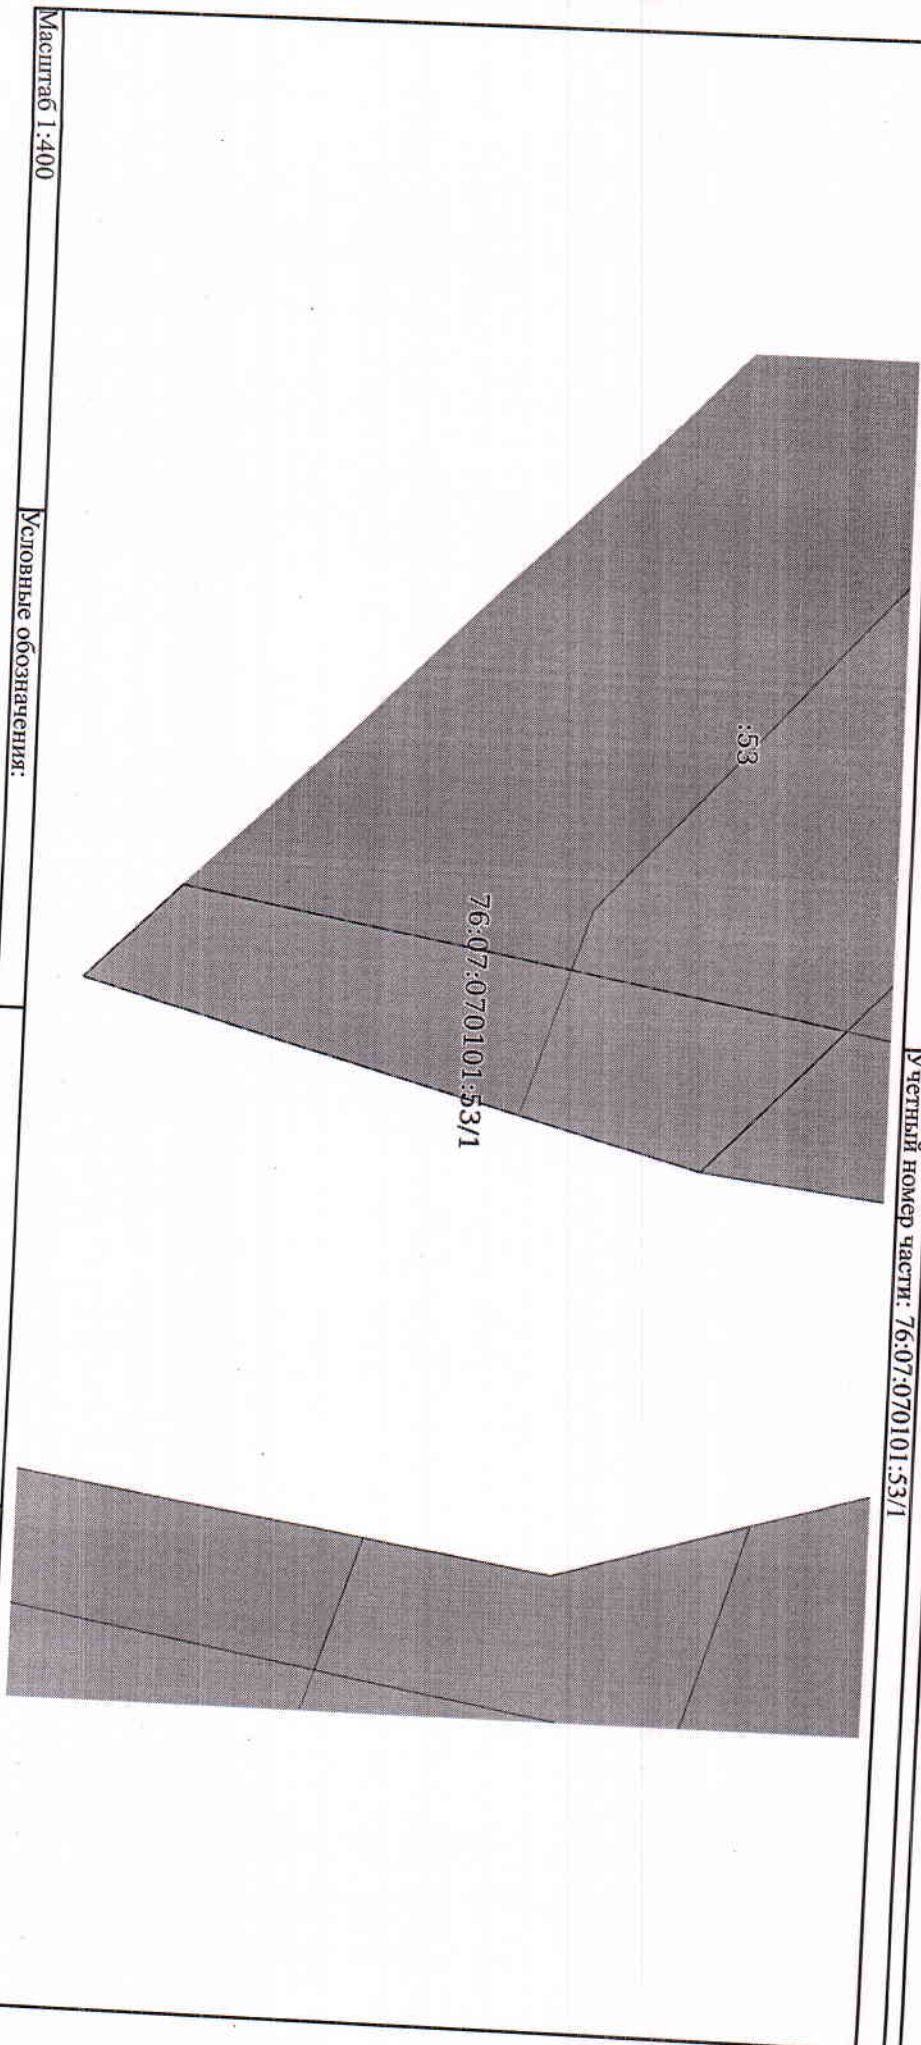 Учетный номер части: 76:07:070101:53/1
:53
76:07:070101:53/1
Масштаб 1:400
Условные обозначения: